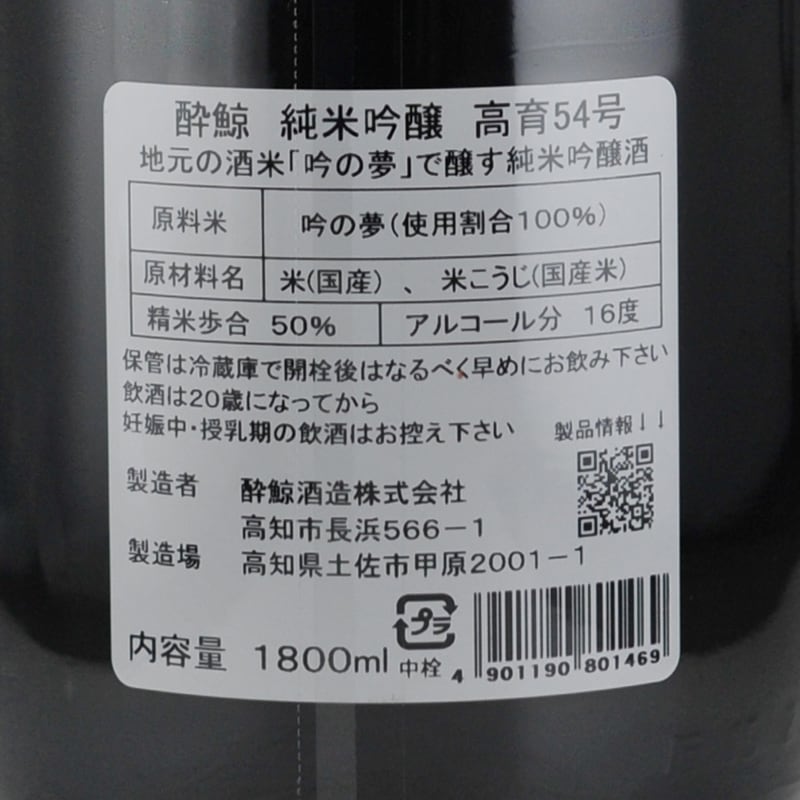 酔鯨 純米吟醸 高育54号
地元の酒米「吟の夢」で醸す純米吟醸酒
原料米 吟の夢(使用割合100%)
原材料名 米(国産) 、 米こうじ(国産米)
精米歩合 50% アルコール分 16度
保管は冷蔵庫で開栓後はなるべく早めにお飲み下さい
飲酒は20歳になってから
妊娠中・授乳期の飲酒はお控え下さい
製品情報↓↓
製造者 酔鯨酒造株式会社
高知市長浜566-1
製造場 高知県土佐市甲原2001-1
内容量 1800ml
プラ
中栓
4 901190 801469